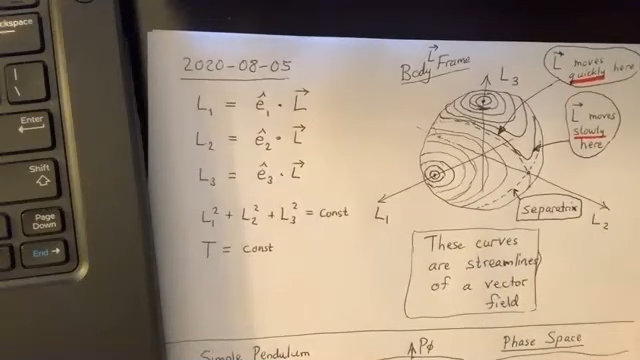 Backspace
|
\
Enter
Shift
Page
Down
End
2020-08-05
L₁ = ê₁ · L⃗
L₂ = ê₂ · L⃗
L₃ = ê₃ · L⃗
L₁² + L₂² + L₃² = const
T = const
Body L⃗ Frame
L₃
L₁
L₂
L⃗ moves
quickly here
L⃗ moves
slowly
here
Separatrix
These curves
are streamlines
of a vector
field
Simple Pendulum
Pϕ
Phase Space